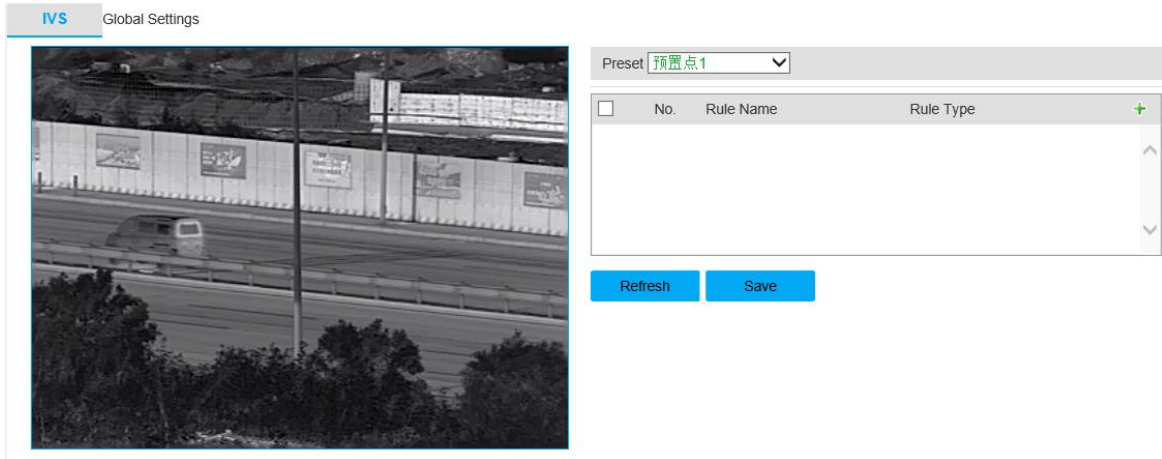 IVS Global Settings
Preset 预置点1
No. Rule Name Rule Type
Refresh Save